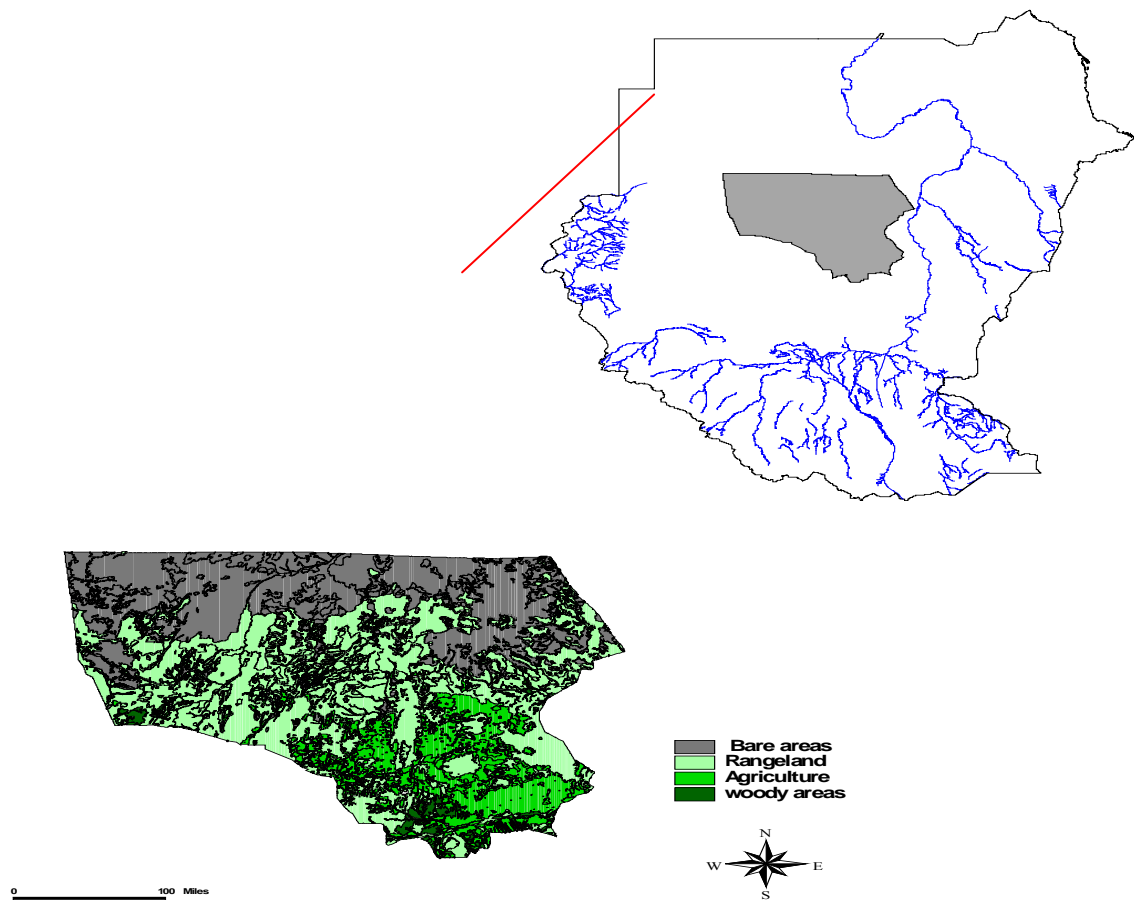 Bare areas
Rangeland
Agriculture
woody areas
N
W E
S
0 100 Miles